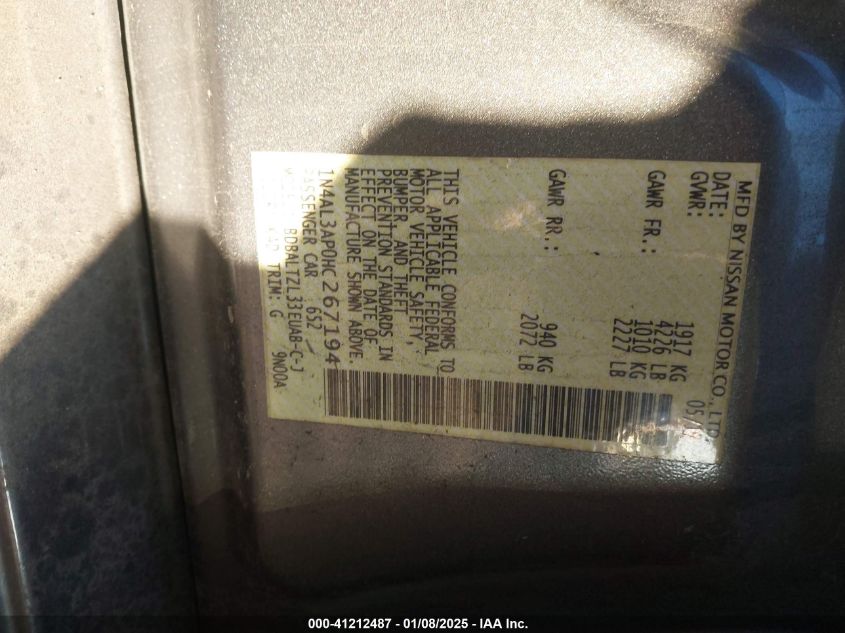 MFD BY NISSAN MOTOR CO., LTD
DATE: 05/
GVWR: 1917 KG
4226 LB
GAWR FR.: 1010 KG
2227 LB
GAWR RR.: 940 KG
2072 LB
THIS VEHICLE CONFORMS TO
ALL APPLICABLE FEDERAL
MOTOR VEHICLE SAFETY,
BUMPER, AND THEFT
PREVENTION STANDARDS IN
EFFECT ON THE DATE OF
MANUFACTURE SHOWN ABOVE.
1N4AL3AP0HC267194
PASSENGER CAR 652
BDBALTZL33EUAB-C-J
TRIM: G 9N00A
000-41212487 - 01/08/2025 - IAA Inc.